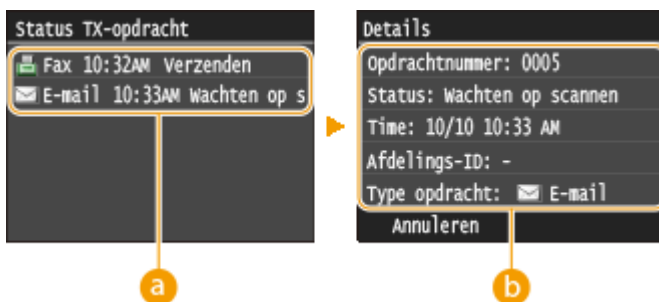 Status TX-opdracht
Fax 10:32AM Verzenden
E-mail 10:33AM Wachten op s
a
Details
Opdrachtnummer: 0005
Status: Wachten op scannen
Time: 10/10 10:33 AM
Afdelings-ID: -
Type opdracht: E-mail
Annuleren
b